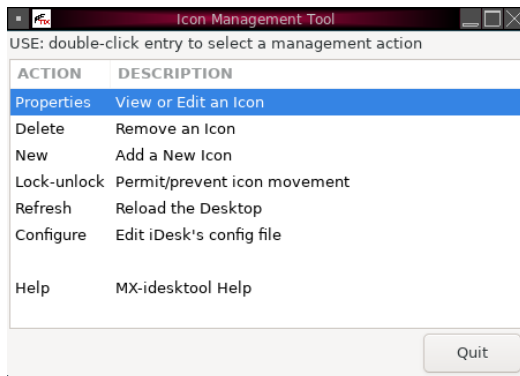 Icon Management Tool
USE: double-click entry to select a management action
ACTION DESCRIPTION
Properties View or Edit an Icon
Delete Remove an Icon
New Add a New Icon
Lock-unlock Permit/prevent icon movement
Refresh Reload the Desktop
Configure Edit iDesk's config file
Help MX-idesktool Help
Quit